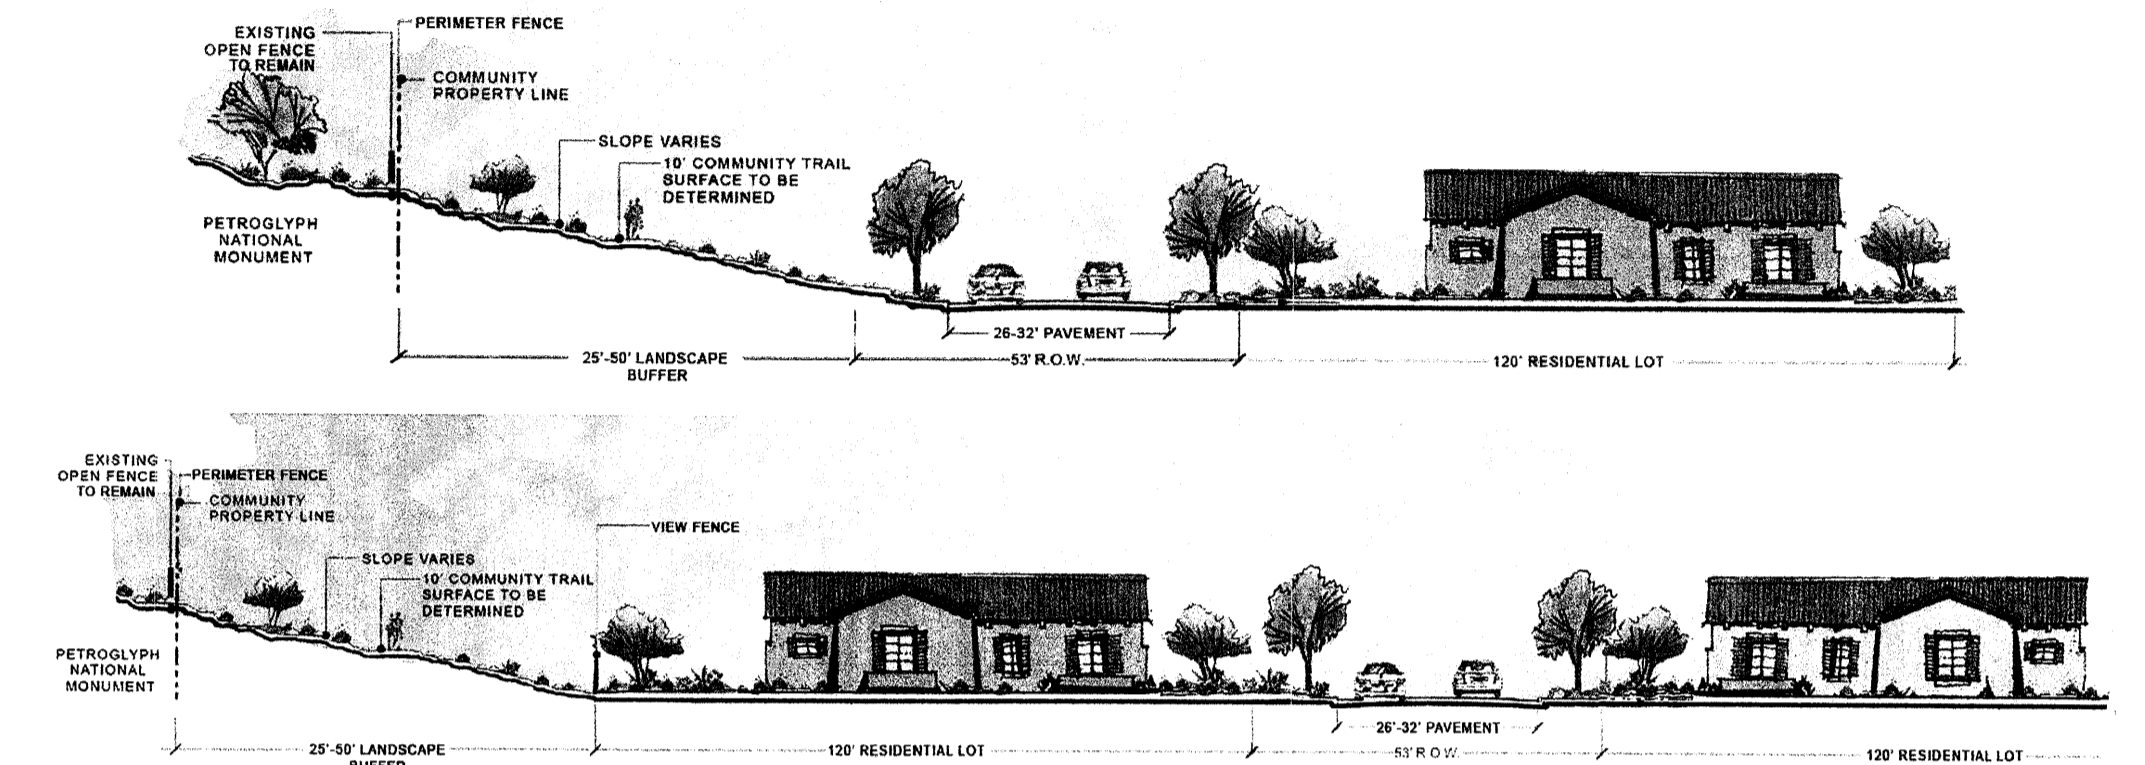 PERIMETER FENCE
EXISTING
OPEN FENCE
TO REMAIN
COMMUNITY
PROPERTY LINE
SLOPE VARIES
10' COMMUNITY TRAIL
SURFACE TO BE
DETERMINED
PETROGLYPH
NATIONAL
MONUMENT
26-32' PAVEMENT
25'-50' LANDSCAPE
BUFFER
53' R.O.W.
120' RESIDENTIAL LOT
EXISTING
OPEN FENCE
TO REMAIN
PERIMETER FENCE
COMMUNITY
PROPERTY LINE
VIEW FENCE
SLOPE VARIES
10' COMMUNITY TRAIL
SURFACE TO BE
DETERMINED
PETROGLYPH
NATIONAL
MONUMENT
26'-32' PAVEMENT
25'-50' LANDSCAPE
BUFFER
120' RESIDENTIAL LOT
53' R.O.W.
120' RESIDENTIAL LOT